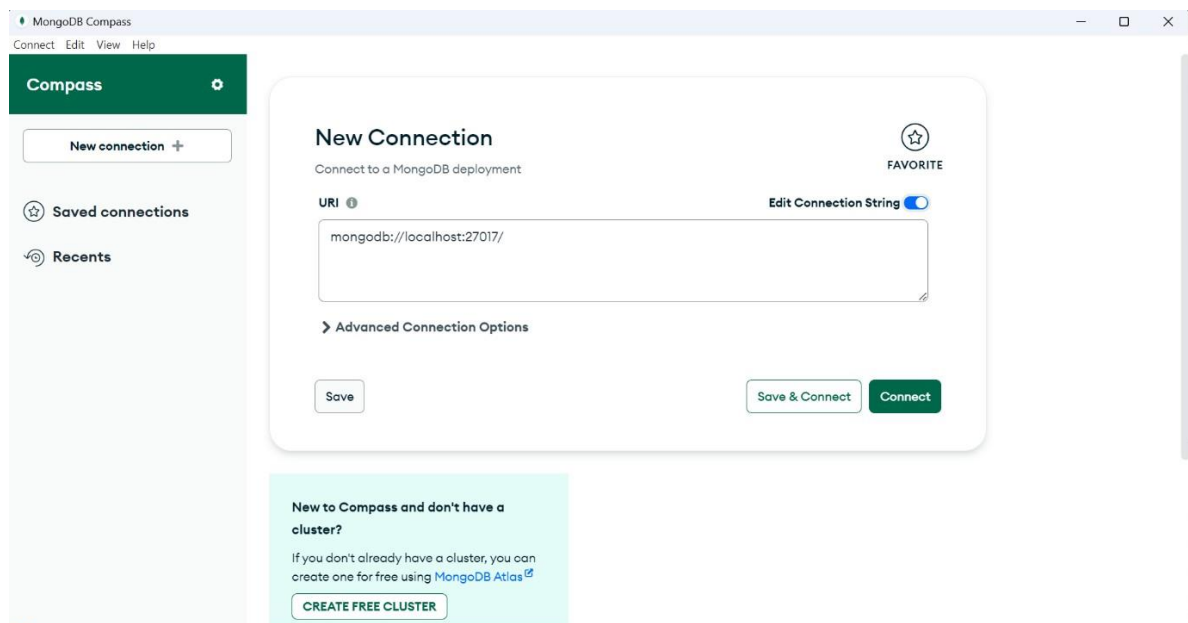 MongoDB Compass
Connect Edit View Help
Compass
New connection
Saved connections
Recents
New Connection
Connect to a MongoDB deployment
FAVORITE
URI
Edit Connection String
mongodb://localhost:27017/
Advanced Connection Options
Save
Save & Connect
Connect
New to Compass and don't have a
cluster?
If you don't already have a cluster, you can
create one for free using MongoDB Atlas
CREATE FREE CLUSTER